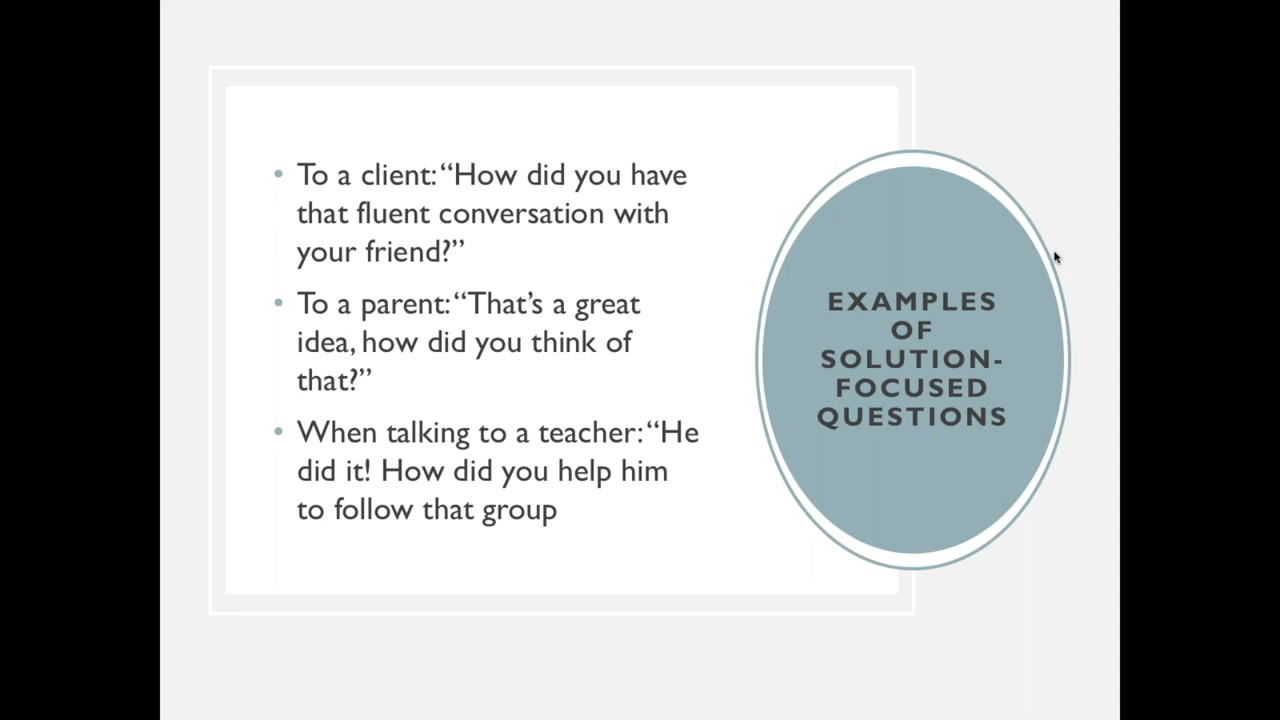 • To a client: “How did you have
that fluent conversation with
your friend?”
• To a parent: “That’s a great
idea, how did you think of
that?”
• When talking to a teacher: “He
did it! How did you help him
to follow that group
EXAMPLES
OF
SOLUTION-
FOCUSED
QUESTIONS